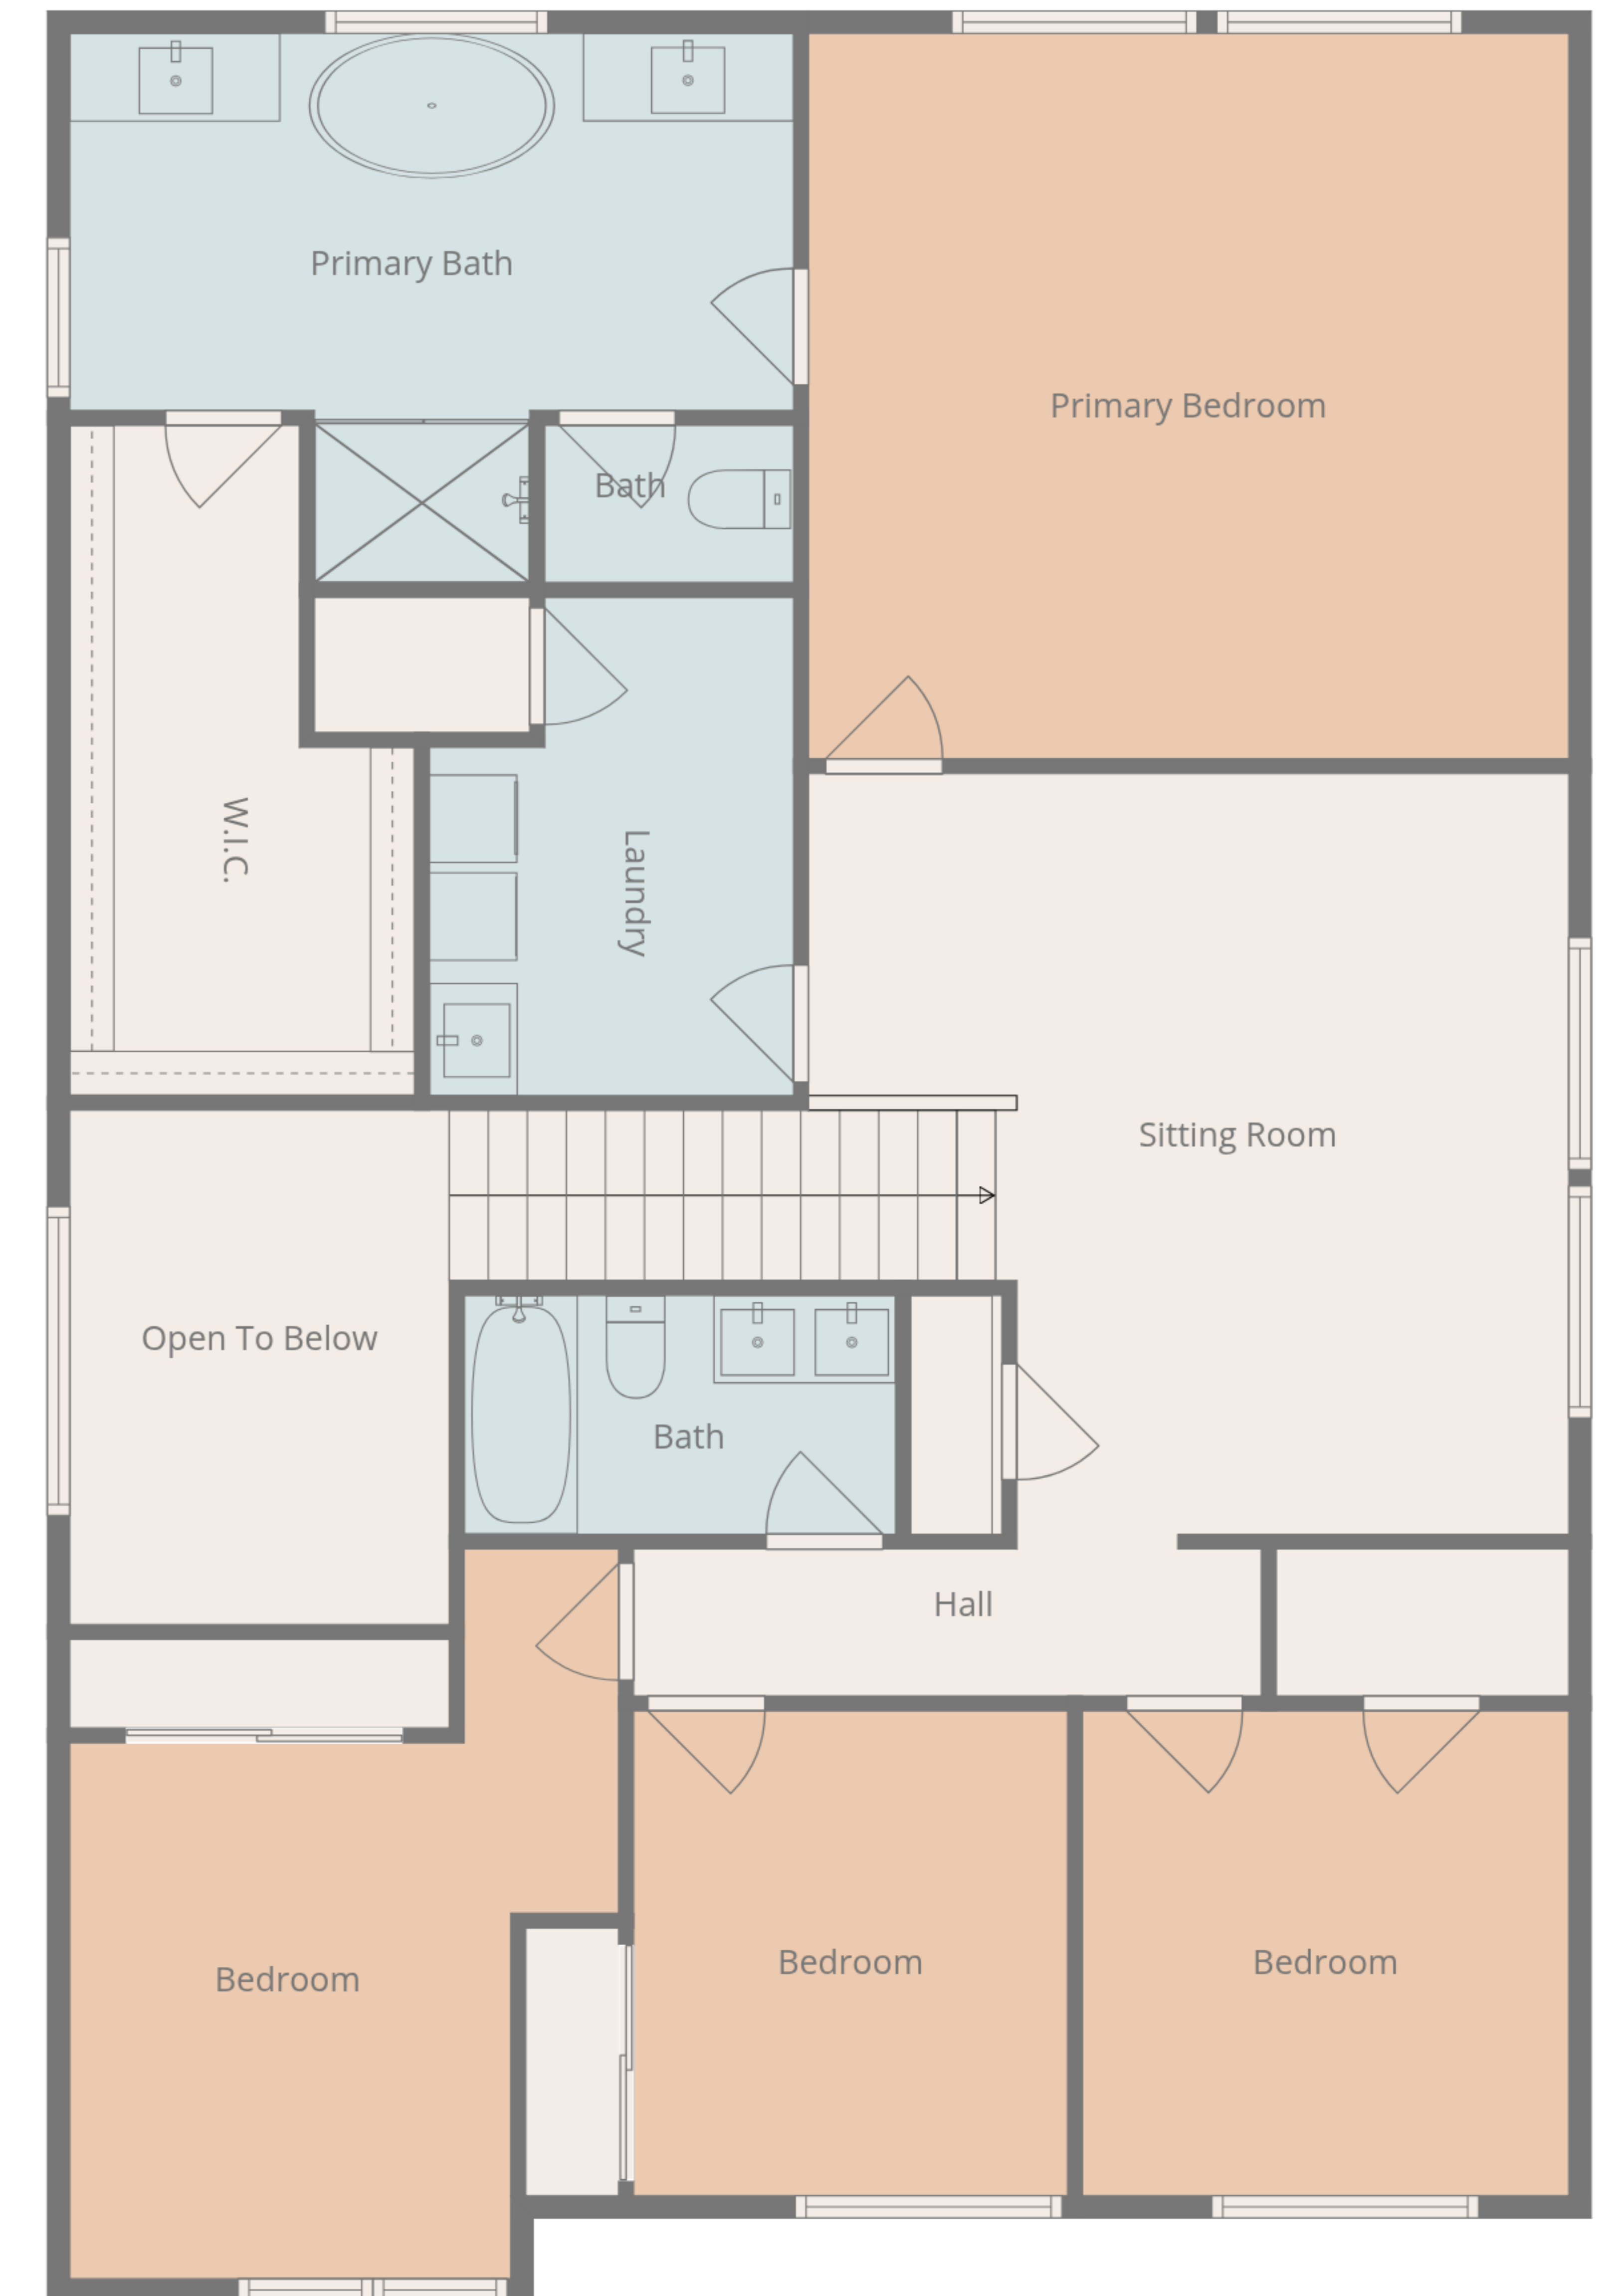 Primary Bath
Primary Bedroom
Bath
W.I.C.
Laundry
Sitting Room
Open To Below
Bath
Hall
Bedroom
Bedroom
Bedroom